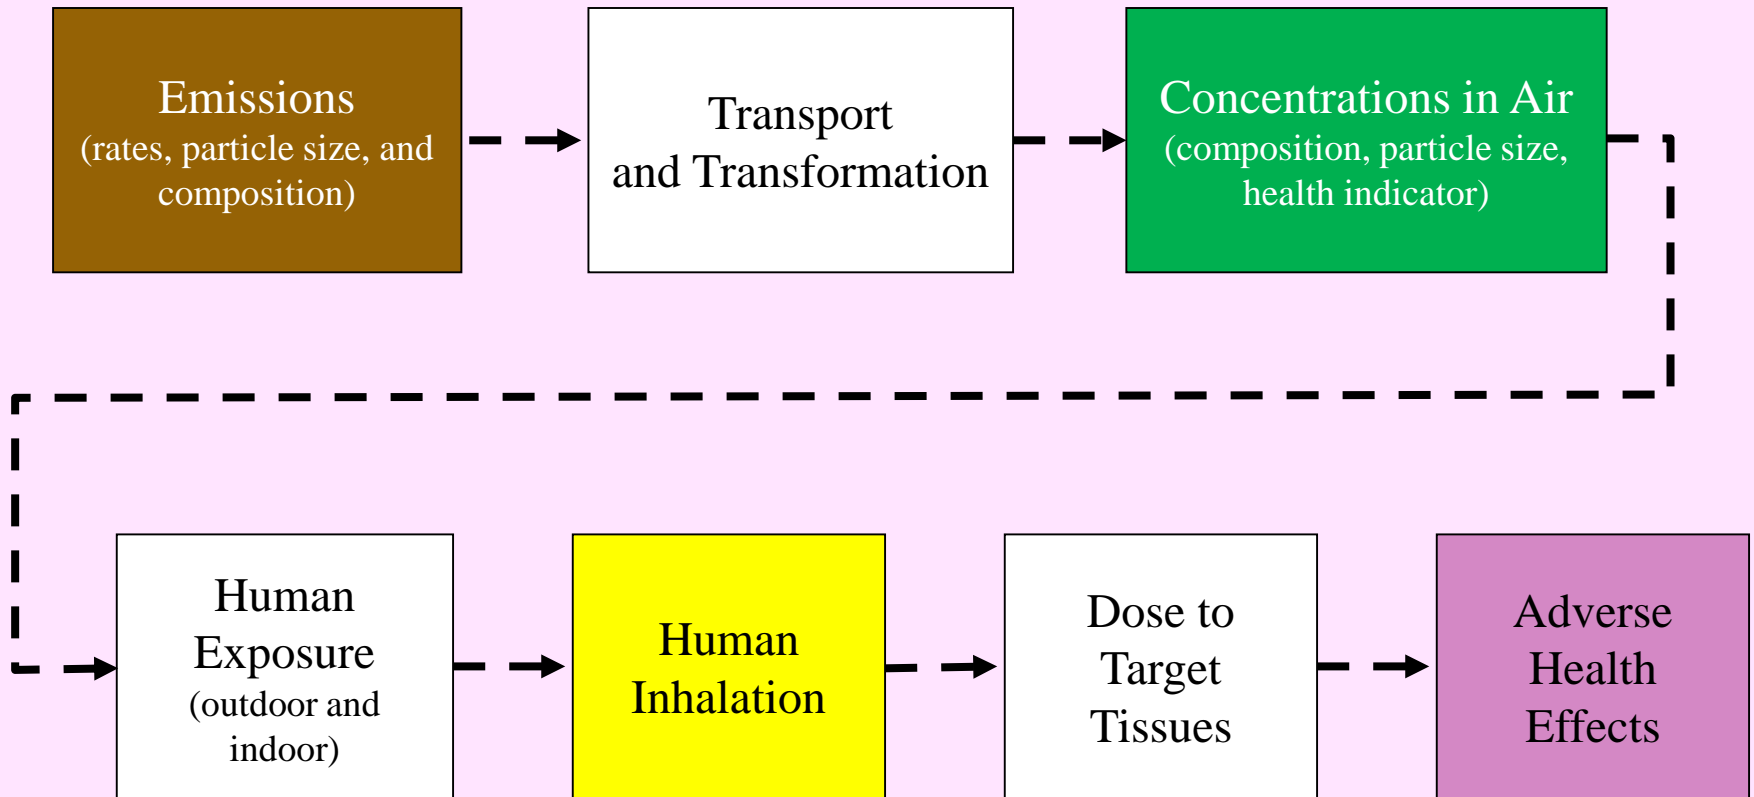 Emissions
(rates, particle size, and
composition)
Transport
and Transformation
Concentrations in Air
(composition, particle size,
health indicator)
Human
Exposure
(outdoor and
indoor)
Human
Inhalation
Dose to
Target
Tissues
Adverse
Health
Effects